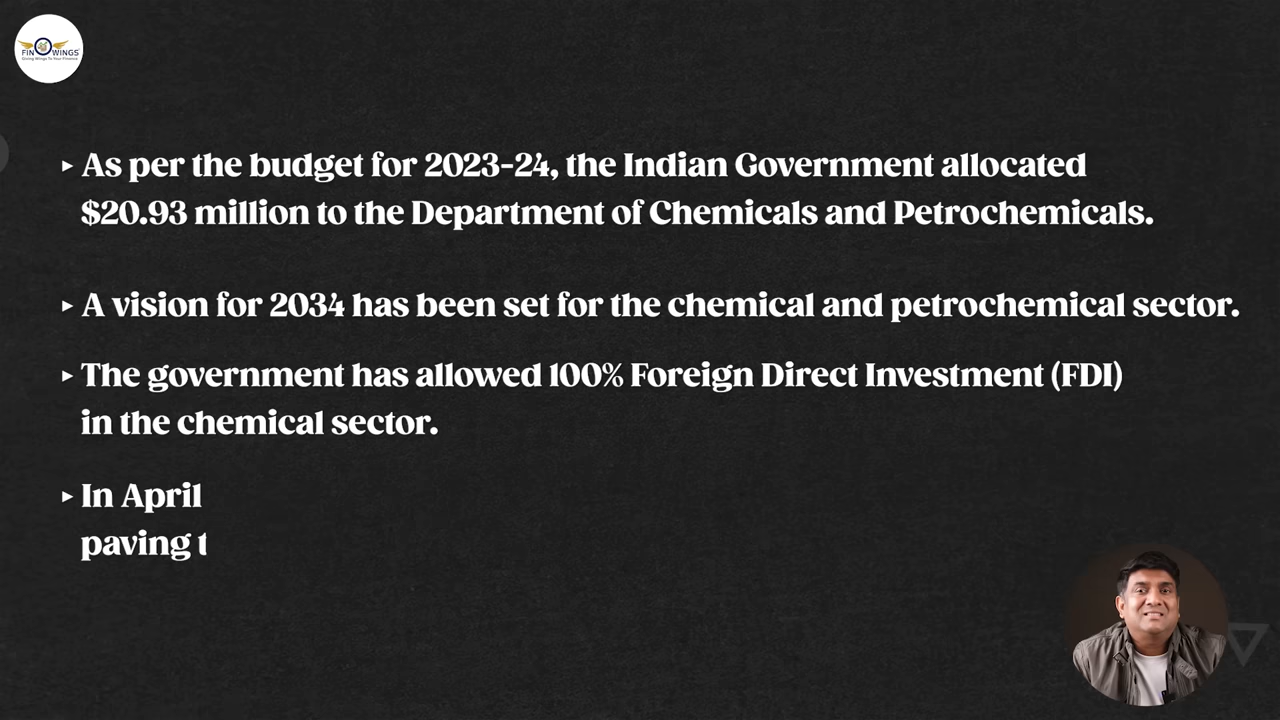 FINOWINGS
Giving Wings To Your Finance
▸ As per the budget for 2023-24, the Indian Government allocated
$20.93 million to the Department of Chemicals and Petrochemicals.
▸ A vision for 2034 has been set for the chemical and petrochemical sector.
▸ The government has allowed 100% Foreign Direct Investment (FDI)
in the chemical sector.
▸ In April
paving t